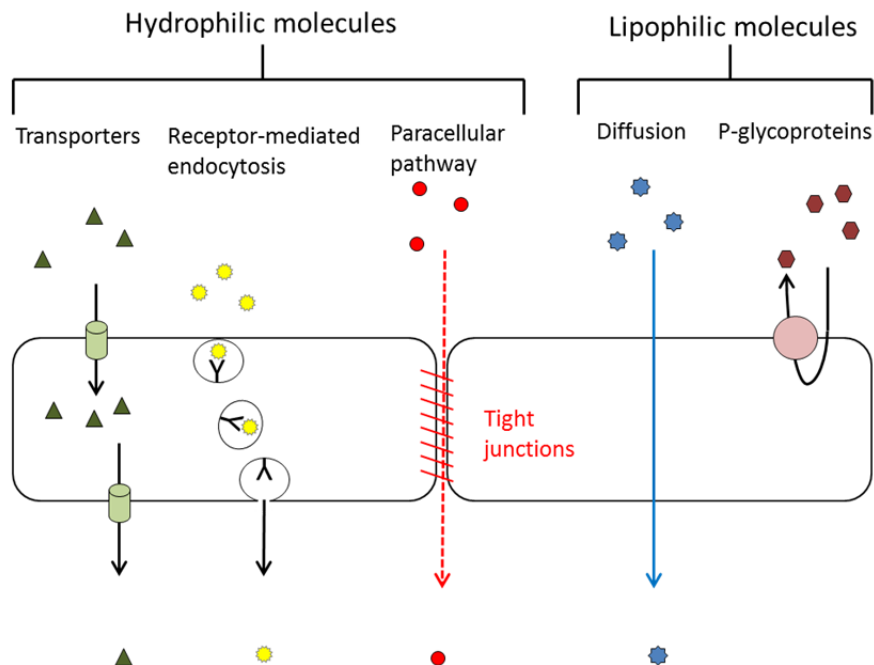 Hydrophilic molecules
Lipophilic molecules
Transporters
Receptor-mediated
endocytosis
Paracellular
pathway
Diffusion
P-glycoproteins
Tight
junctions